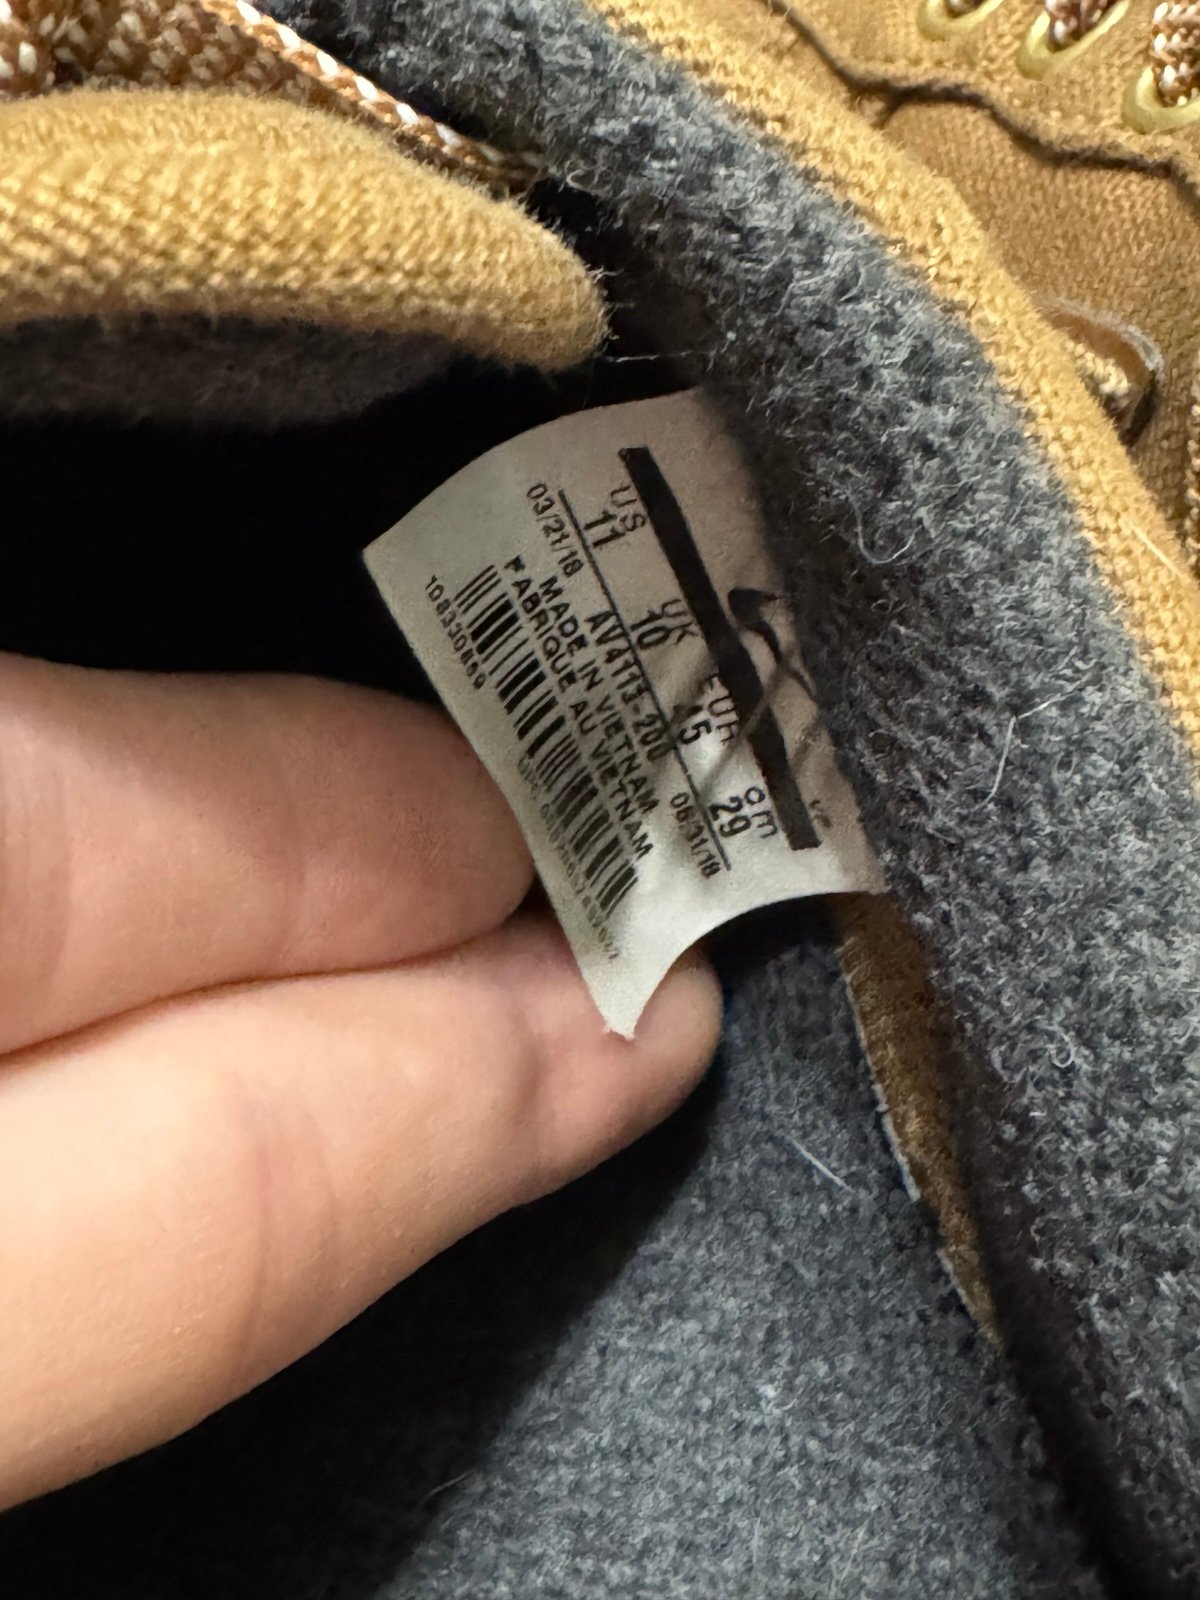 US UK EUR cm
11 10 45 29
03/21/18 AV4113-200 06/31/18
MADE IN VIETNAM
FABRIQUE AU VIETNAM